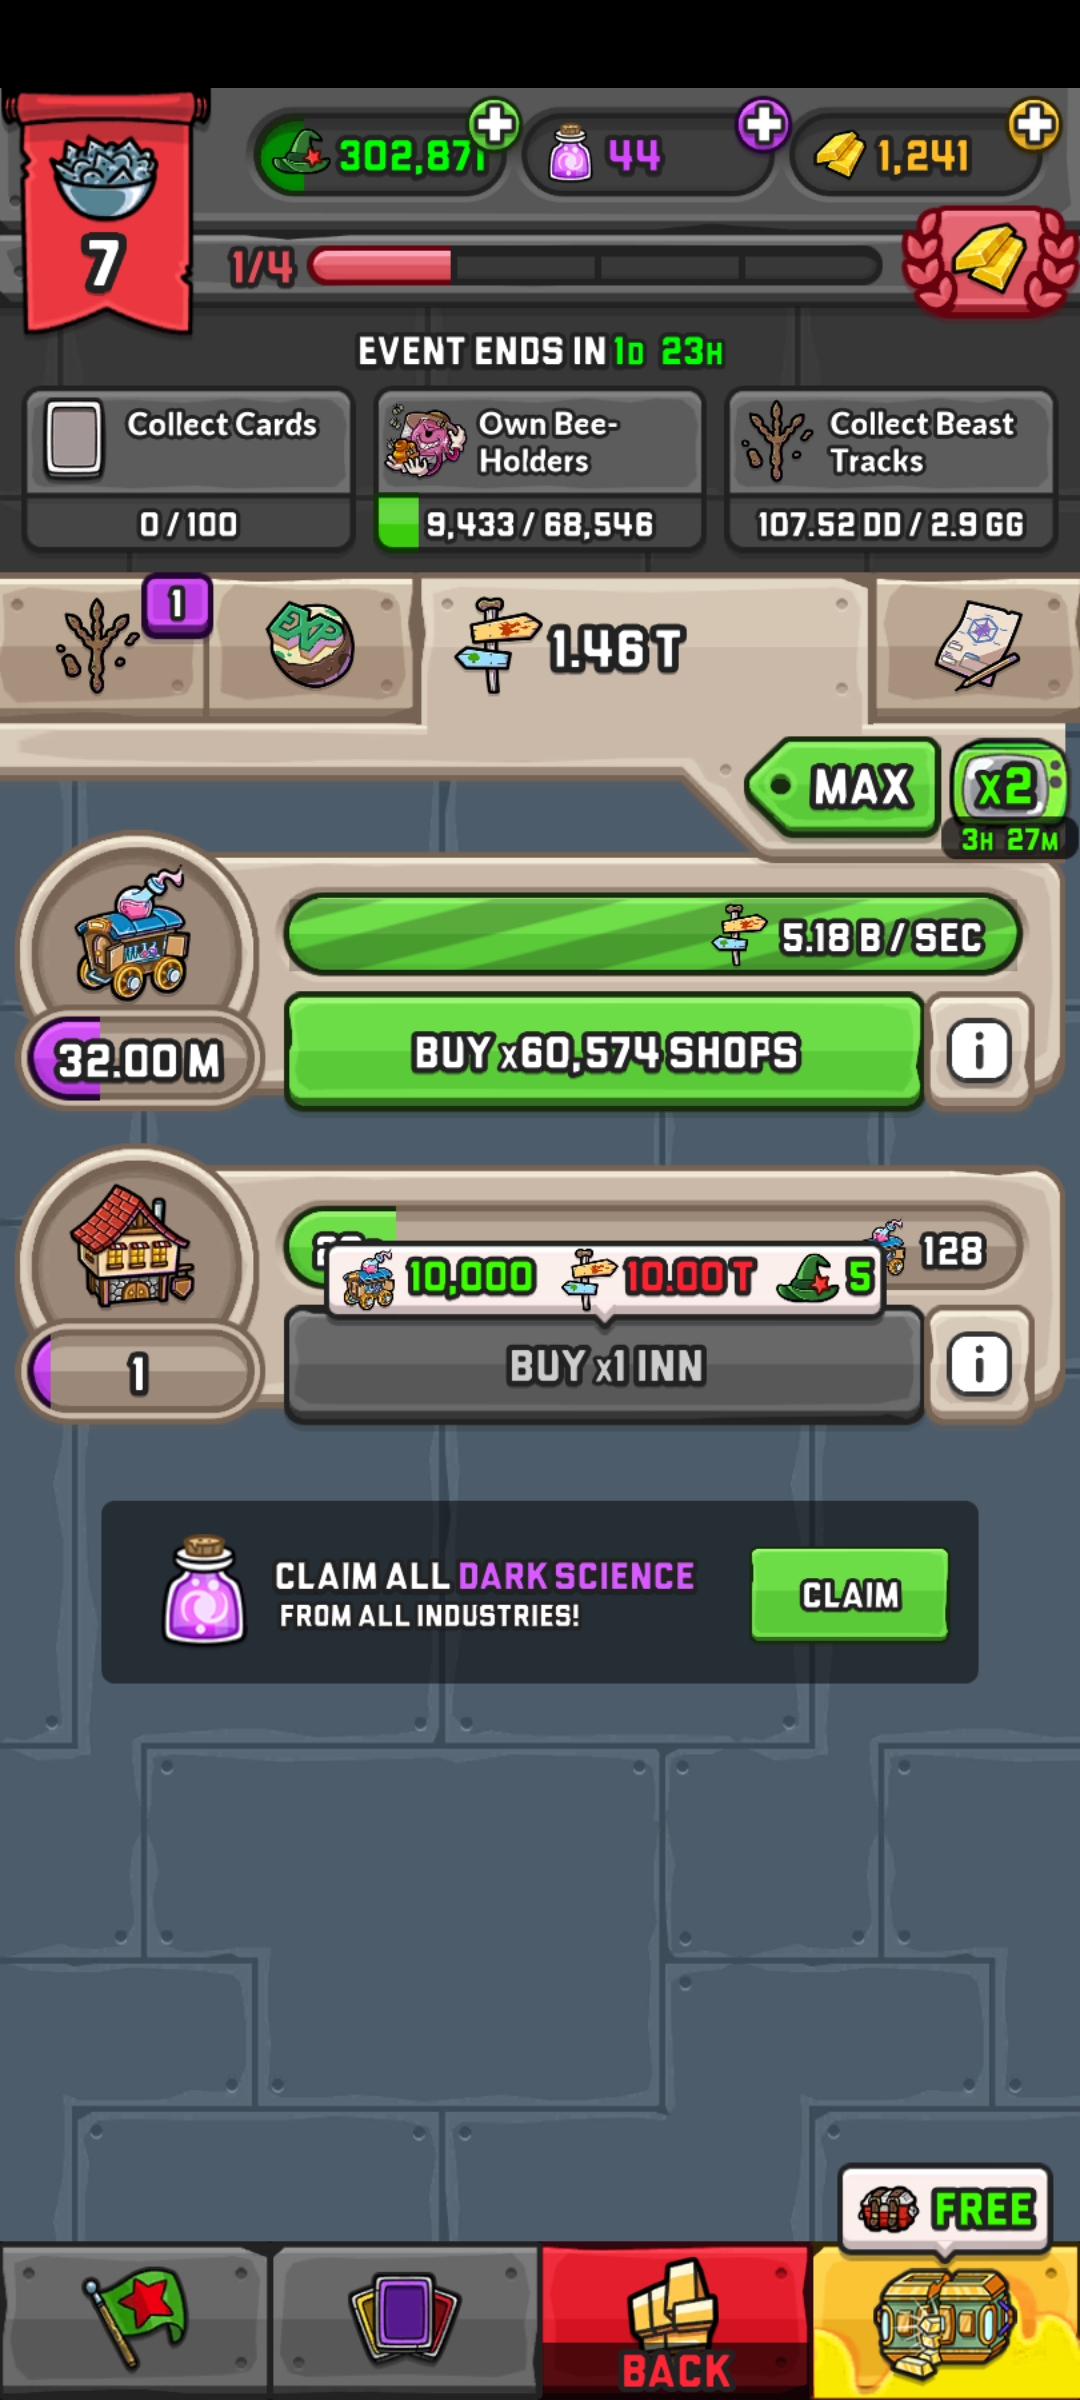 302,871
44
1,241
7
1/4
EVENT ENDS IN 1D 23H
Collect Cards
0 / 100
Own Bee-
Holders
9,433 / 68,546
Collect Beast
Tracks
107.52 DD / 2.9 GG
1
EXP
1.46 T
MAX
x2
3H 27M
5.18 B / SEC
32.00 M
BUY x60,574 SHOPS
i
128
10,000 10.00 T 5
1
BUY x1 INN
i
CLAIM ALL DARK SCIENCE
FROM ALL INDUSTRIES!
CLAIM
FREE
BACK